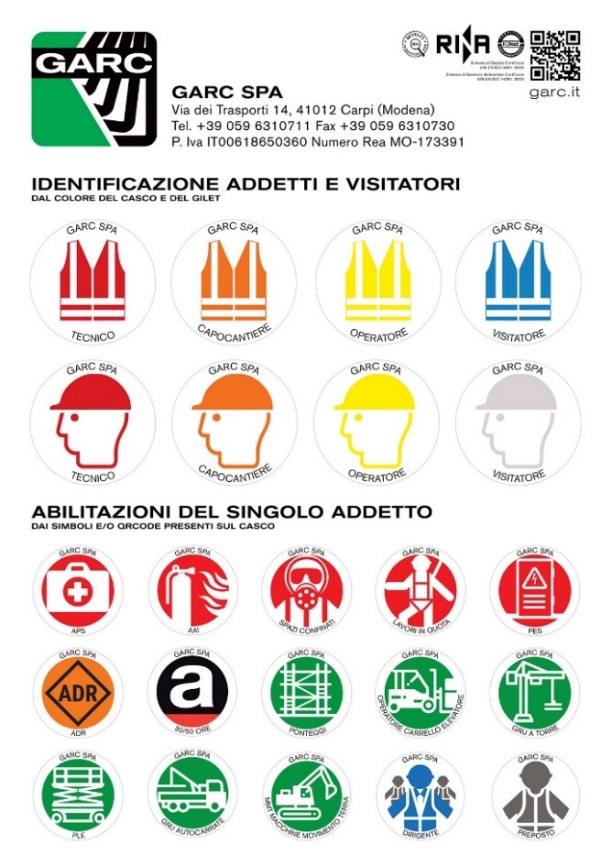 GARC
RINA
garc.it
GARC SPA
Via dei Trasporti 14, 41012 Carpi (Modena)
Tel. +39 059 6310711 Fax +39 059 6310730
P. Iva IT00618650360 Numero Rea MO-173391
IDENTIFICAZIONE ADDETTI E VISITATORI
DAL COLORE DEL CASCO E DEL GILET
GARC SPA
TECNICO
GARC SPA
CAPOCANTIERE
GARC SPA
OPERATORE
GARC SPA
VISITATORE
GARC SPA
TECNICO
GARC SPA
CAPOCANTIERE
GARC SPA
OPERATORE
GARC SPA
VISITATORE
ABILITAZIONI DEL SINGOLO ADDETTO
DAI SIMBOLI E/O QRCODE PRESENTI SUL CASCO
GARC SPA
APS
GARC SPA
AAI
GARC SPA
SPAZI CONFINATI
GARC SPA
LAVORI IN QUOTA
GARC SPA
PES
GARC SPA
ADR
ADR
GARC SPA
a
30/50 ORE
GARC SPA
PONTEGGI
GARC SPA
OPERATORE CARRELLO ELEVATORE
GARC SPA
GRU A TORRE
GARC SPA
PLE
GARC SPA
GRU AUTOCARRATE
GARC SPA
MMT MACCHINE MOVIMENTO TERRA
GARC SPA
DIRIGENTE
GARC SPA
PREPOSTO